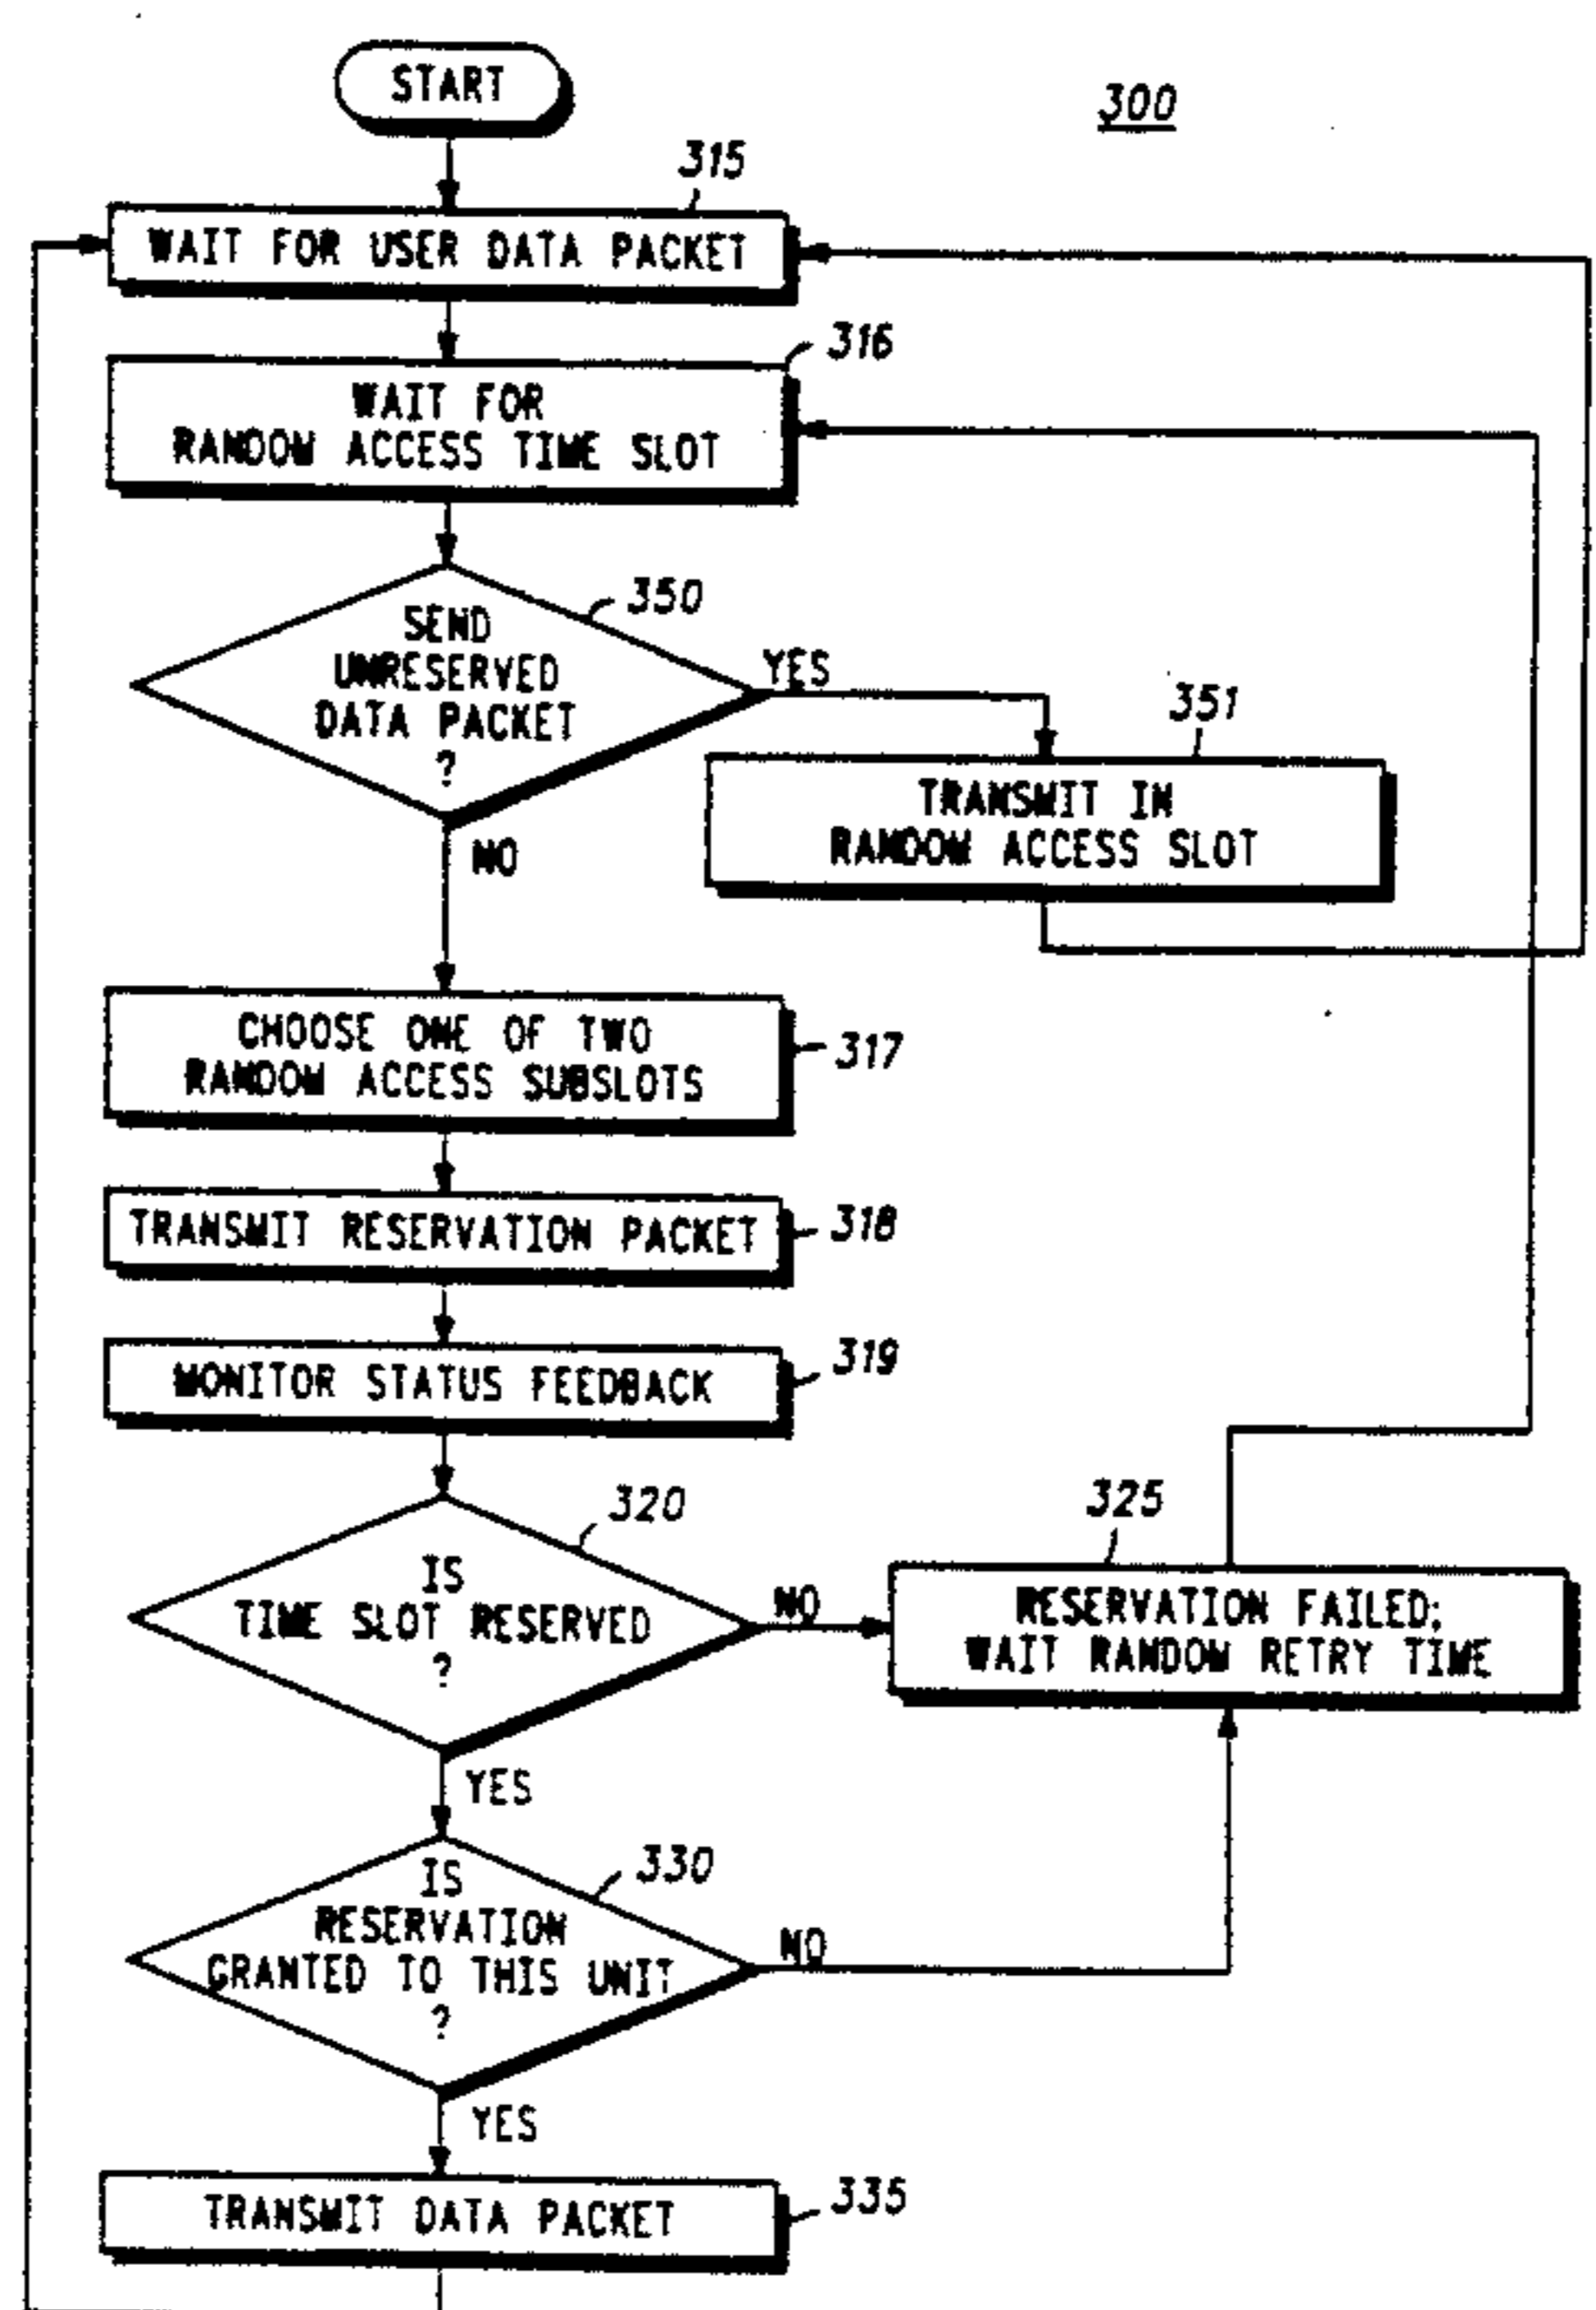 START
300
315
WAIT FOR USER DATA PACKET
316
WAIT FOR
RANDOM ACCESS TIME SLOT
350
SEND
UNRESERVED
DATA PACKET
?
YES
NO
351
TRANSMIT IN
RANDOM ACCESS SLOT
CHOOSE ONE OF TWO
RANDOM ACCESS SUBSLOTS
317
TRANSMIT RESERVATION PACKET
318
MONITOR STATUS FEEDBACK
319
320
IS
TIME SLOT RESERVED
?
NO
YES
325
RESERVATION FAILED;
WAIT RANDOM RETRY TIME
330
IS
RESERVATION
GRANTED TO THIS UNIT
?
NO
YES
TRANSMIT DATA PACKET
335